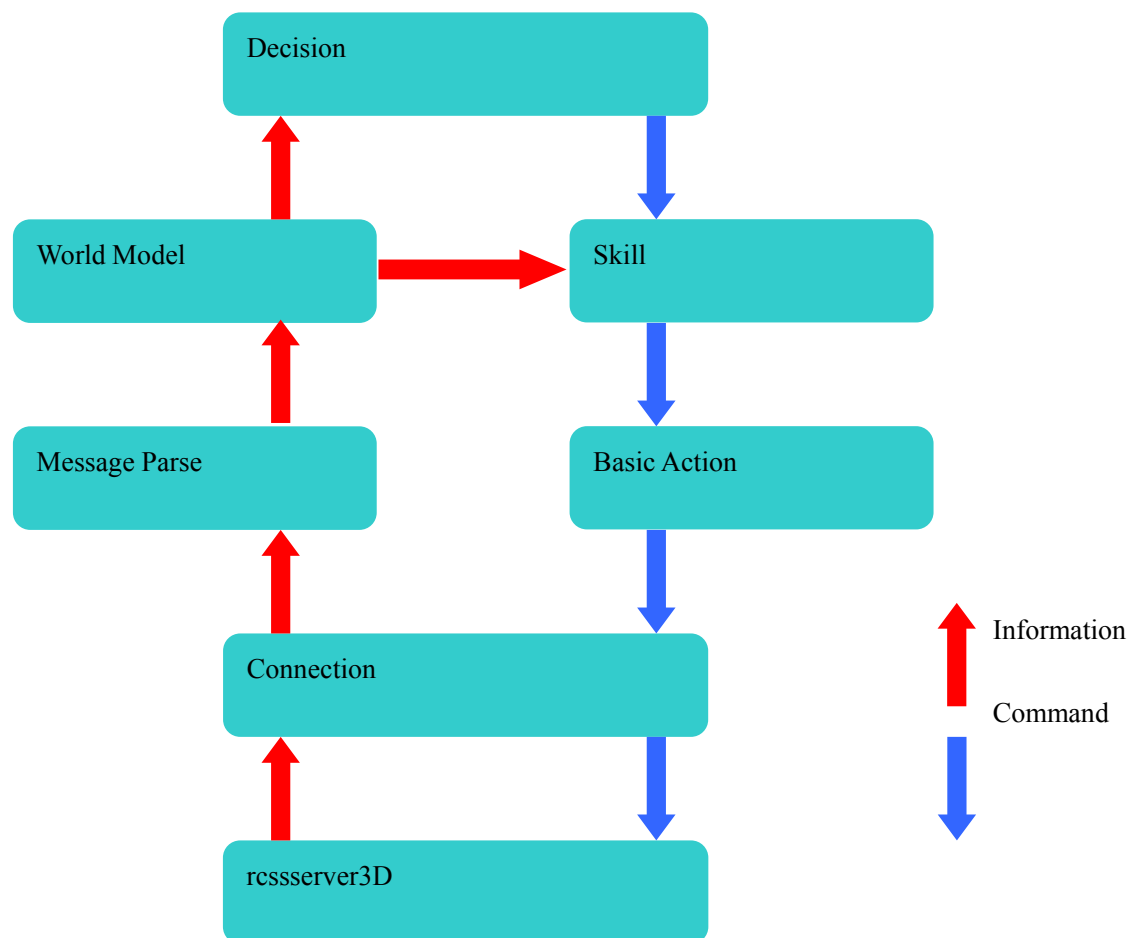 Decision
World Model
Skill
Message Parse
Basic Action
Information
Connection
Command
rcssserver3D